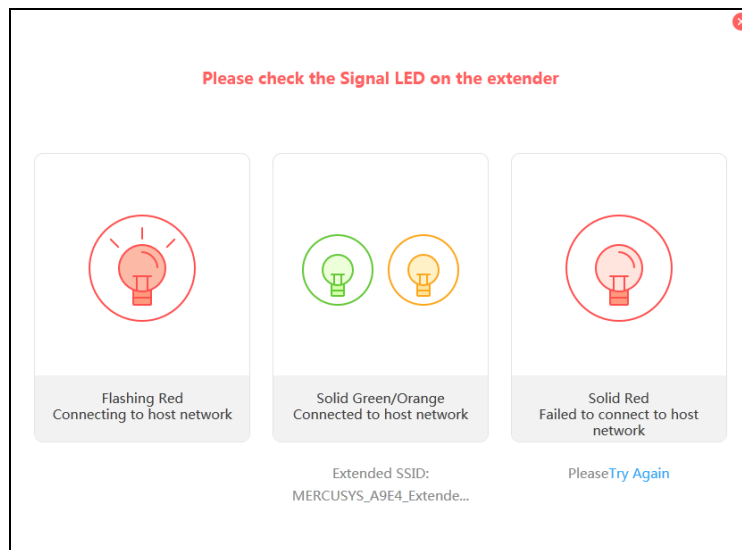 Please check the Signal LED on the extender
Flashing Red
Connecting to host network
Solid Green/Orange
Connected to host network
Solid Red
Failed to connect to host
network
Extended SSID:
MERCUSYS_A9E4_Extende...
PleaseTry Again